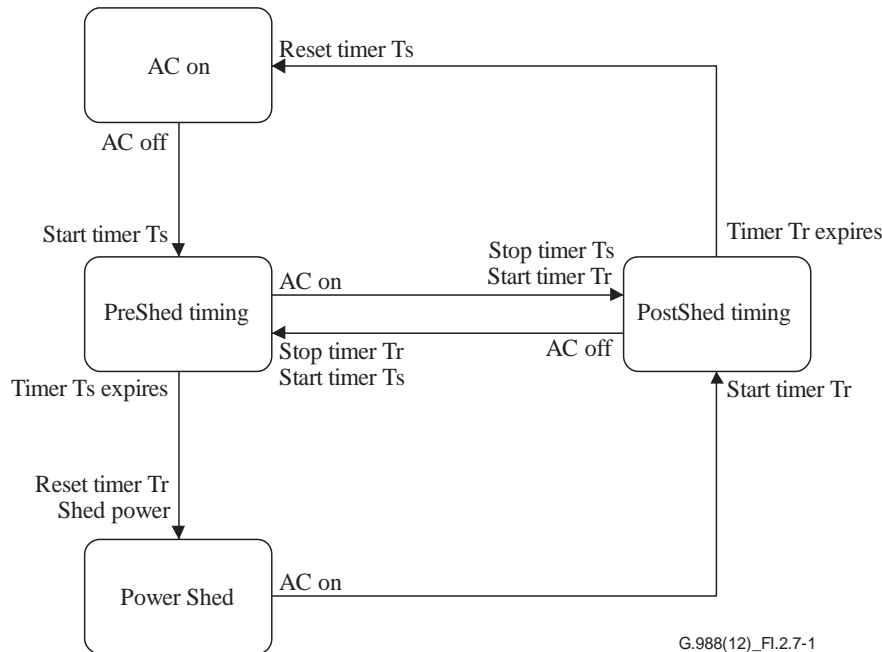 Reset timer Ts
AC on
AC off
Start timer Ts
Timer Tr expires
Stop timer Ts
Start timer Tr
AC on
PreShed timing
PostShed timing
AC off
Stop timer Tr
Start timer Ts
Timer Ts expires
Start timer Tr
Reset timer Tr
Shed power
AC on
Power Shed
G.988(12)_FI.2.7-1